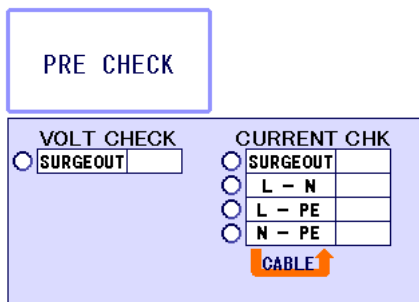 PRE CHECK
VOLT CHECK
SURGEOUT
CURRENT CHK
SURGEOUT
L - N
L - PE
N - PE
CABLE